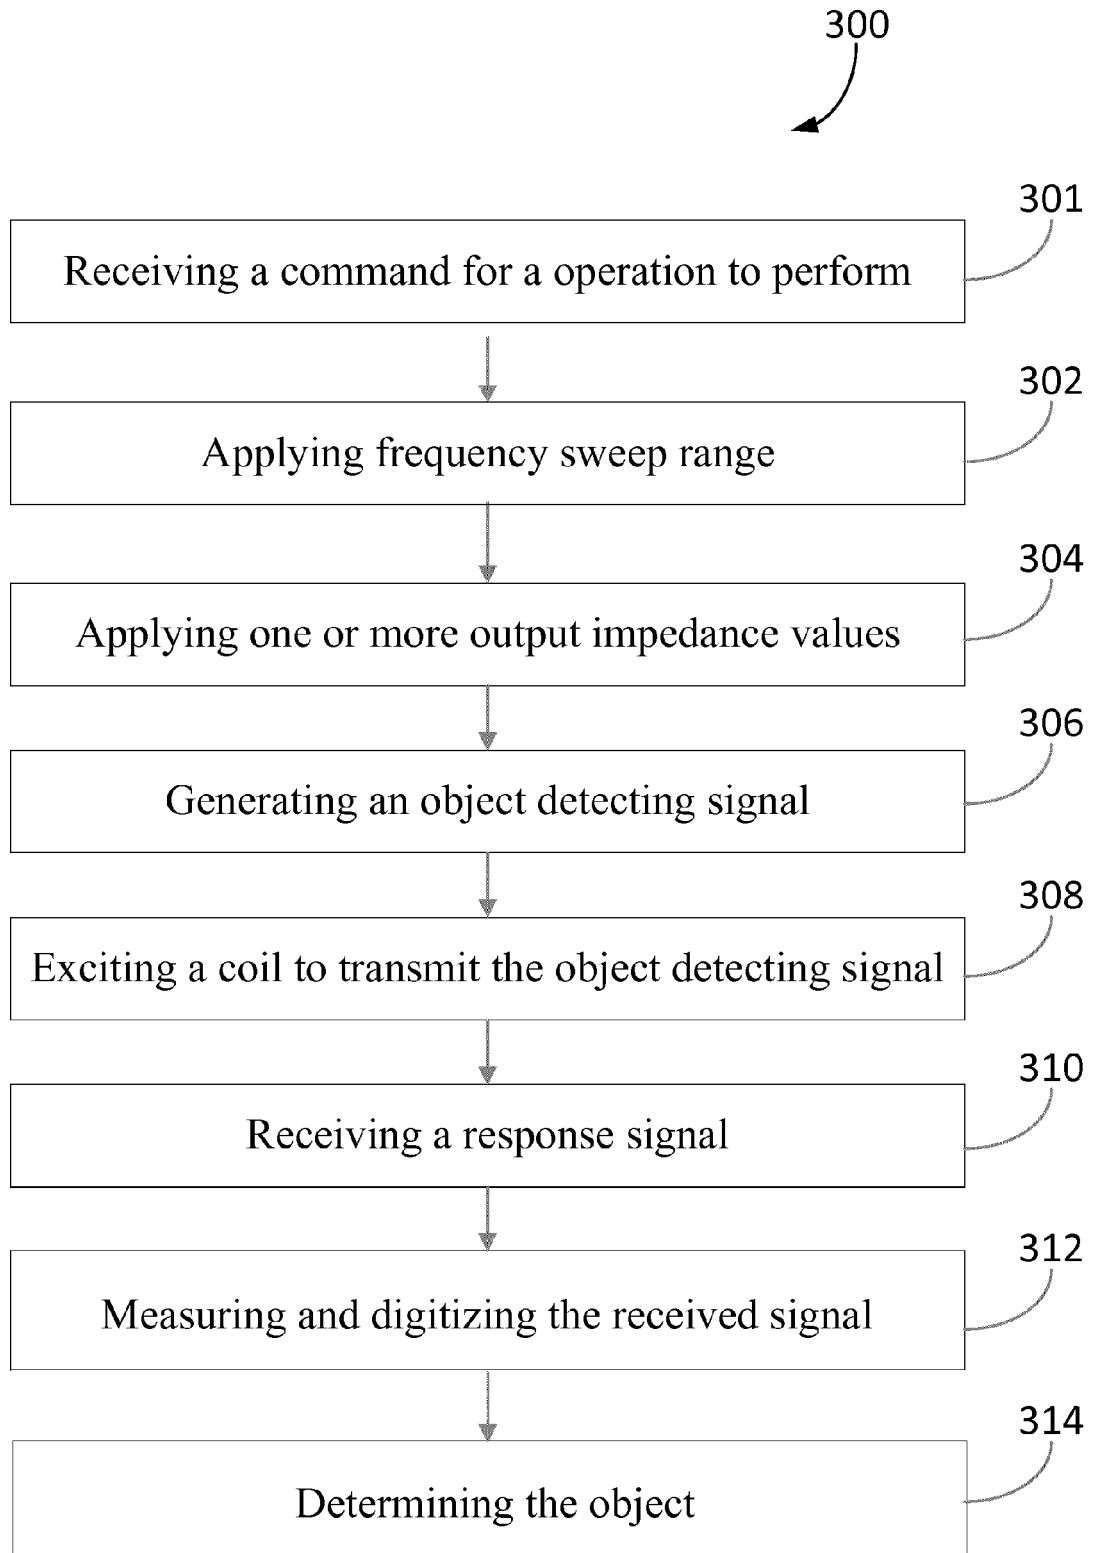 300
301
Receiving a command for a operation to perform
302
Applying frequency sweep range
304
Applying one or more output impedance values
306
Generating an object detecting signal
308
Exciting a coil to transmit the object detecting signal
310
Receiving a response signal
312
Measuring and digitizing the received signal
314
Determining the object